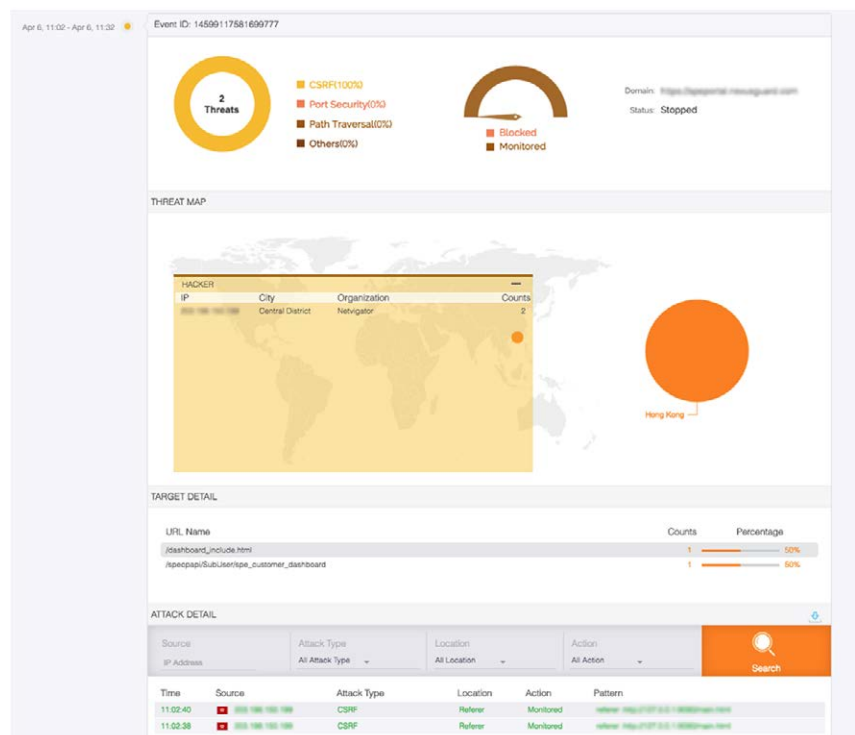 Apr 6, 11:02 - Apr 6, 11:32
Event ID: 14599117581699777
2
Threats
CSRF(100%)
Port Security(0%)
Path Traversal(0%)
Others(0%)
Blocked
Monitored
Domain:
Status: Stopped
THREAT MAP
HACKER
IP City Organization Counts
Central District Netvigator 2
Hong Kong
TARGET DETAIL
URL Name Counts Percentage
/dashboard_include.html 1 50%
/specpapi/SubUser/spe_customer_dashboard 1 50%
ATTACK DETAIL
Source Attack Type Location Action
IP Address All Attack Type All Location All Action Search
Time Source Attack Type Location Action Pattern
11:02:40 CSRF Referer Monitored
11:02:38 CSRF Referer Monitored